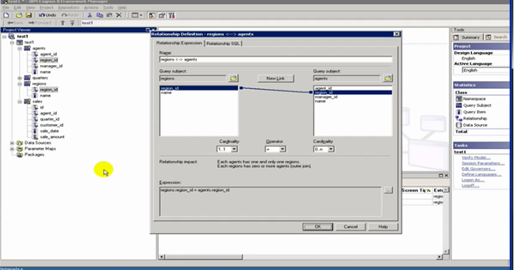 test1 - IBM Cognos Framework Manager
File Edit View Project Repository Actions Tools Help
Undo Redo
Back Forward Up test1
Project Viewer
test1
agents
agent_id
region_id
manager_id
name
quarters
regions
region_id
name
sales
id
agent_id
quarter_id
customer_id
sale_date
sale_amount
Data Sources
Parameter Maps
Packages
Relationship Definition - regions <--> agents
Relationship Expression Relationship SQL
Name:
regions <--> agents
Query subject:
regions
New Link
Query subject:
agents
region_id
name
agent_id
region_id
manager_id
name
Cardinality
1..1
Operator
=
Cardinality
0..n
Relationship impact:
Each agents has one and only one regions.
Each regions has zero or more agents (outer join).
Expression:
regions.region_id = agents.region_id
...
OK Cancel Help
Tools
Summary Search
Project
Design Language
English
Active Language
English
Statistics
Class
Namespace
Query Subject
Query Item
Relationship
Data Source
Total
test1
Tasks
Verify Model...
Session Parameters...
Edit Governors...
Define Languages...
Logon As...
Logoff...